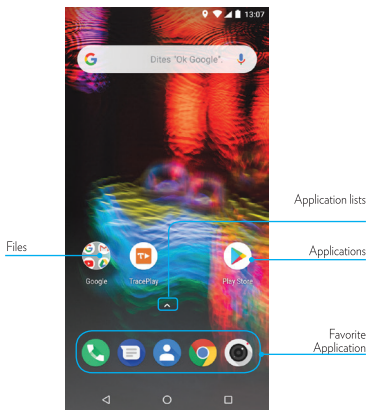 13:07
G Dites "Ok Google".
Application lists
Files
Applications
Google TracePlay Play Store
Favorite
Application